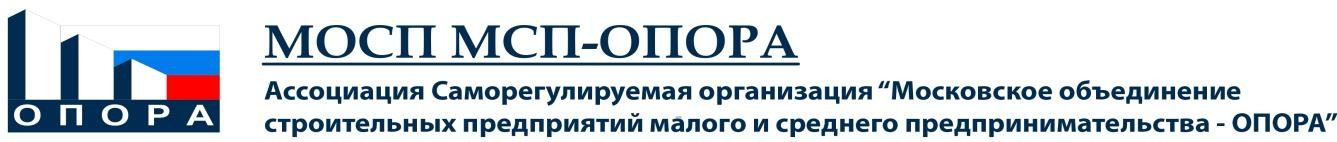 МОСП МСП-ОПОРА
Ассоциация Саморегулируемая организация “Московское объединение
строительных предприятий малого и среднего предпринимательства - ОПОРА”
ОПОРА